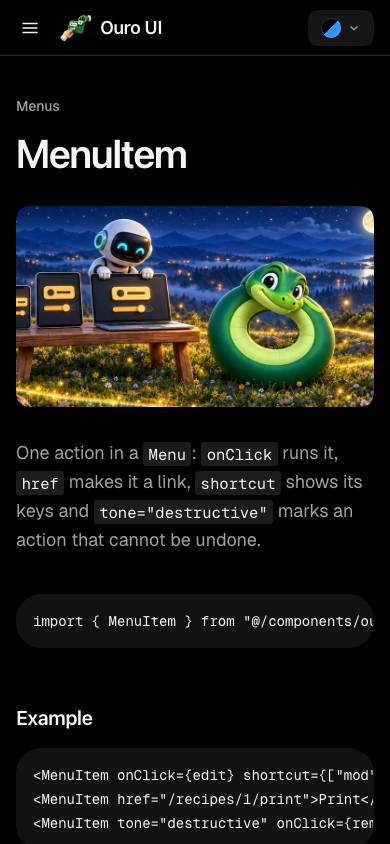 Ouro UI
Menus
MenuItem
One action in a Menu: onClick runs it,
href makes it a link, shortcut shows its
keys and tone="destructive" marks an
action that cannot be undone.
import { MenuItem } from "@/components/ou
Example
<MenuItem onClick={edit} shortcut={["mod"
<MenuItem href="/recipes/1/print">Print</
<MenuItem tone="destructive" onClick={rem